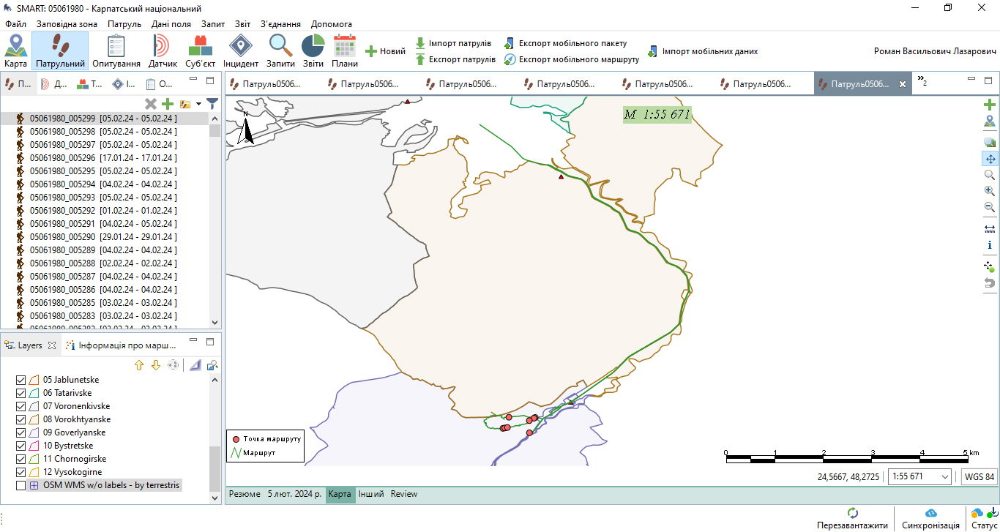 SMART: 05061980 - Карпатський національний
Файл Заповідна зона Патруль Дані поля Запит Звіт З'єднання Допомога
Карта Патрульний Опитування Датчик Суб'єкт Інцидент Запити Звіти Плани
Новий
Імпорт патрулів
Експорт патрулів
Експорт мобільного пакету
Експорт мобільного маршруту
Імпорт мобільних даних
Роман Васильович Лазарович
П... Д... Т... І... О...
05061980_005299 [05.02.24 - 05.02.24 ]
05061980_005298 [05.02.24 - 05.02.24 ]
05061980_005297 [05.02.24 - 05.02.24 ]
05061980_005296 [17.01.24 - 17.01.24 ]
05061980_005295 [05.02.24 - 05.02.24 ]
05061980_005294 [04.02.24 - 04.02.24 ]
05061980_005293 [05.02.24 - 05.02.24 ]
05061980_005292 [01.02.24 - 01.02.24 ]
05061980_005291 [04.02.24 - 05.02.24 ]
05061980_005290 [29.01.24 - 29.01.24 ]
05061980_005289 [04.02.24 - 04.02.24 ]
05061980_005288 [02.02.24 - 02.02.24 ]
05061980_005287 [04.02.24 - 04.02.24 ]
05061980_005286 [04.02.24 - 04.02.24 ]
05061980_005285 [03.02.24 - 03.02.24 ]
05061980_005283 [03.02.24 - 03.02.24 ]
Layers Інформація про марш...
05 Jablunetske
06 Tatarivske
07 Voronenkivske
08 Vorokhtyanske
09 Goverlyanske
10 Bystretske
11 Chornogirske
12 Vysokogirne
OSM WMS w/o labels - by terrestris
Патруль0506... Патруль0506... Патруль0506... Патруль0506... Патруль0506... Патруль0506... Патруль0506... 2
N
M 1:55 671
Точка маршруту
Маршрут
0 1 2 3 4 5 km
24,5667, 48,2725 1:55 671 WGS 84
Резюме 5 лют. 2024 р. Карта Інший Review
Перезавантажити Синхронізація Статус